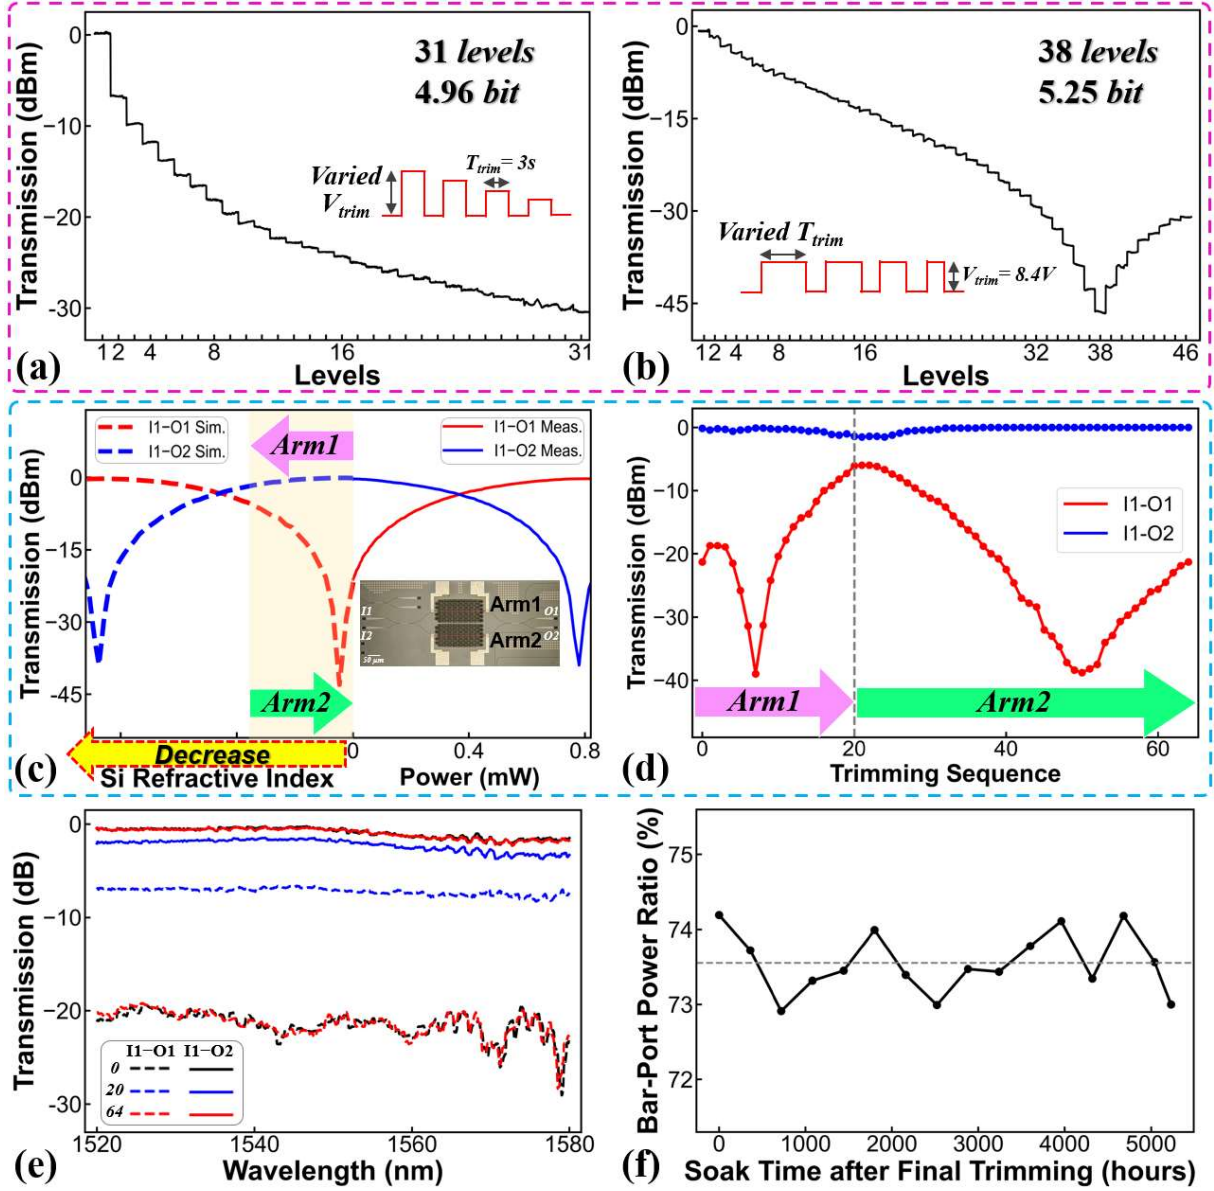 0
−10
−20
−30
Transmission (dBm)
31 levels
4.96 bit
Varied
V_trim
T_trim= 3s
1 2 4 8 16 31
Levels
(a)
−0
−15
−30
−45
Transmission (dBm)
38 levels
5.25 bit
Varied T_trim
V_trim= 8.4V
1 2 4 8 16 32 38 46
Levels
(b)
I1−O1 Sim.
I1−O2 Sim.
I1−O1 Meas.
I1−O2 Meas.
Arm1
0
−15
−30
−45
Transmission (dBm)
I1
I2
Arm1
Arm2
O1
O2
50 μm
Arm2
Decrease
0 0.4 0.8
Si Refractive Index
Power (mW)
(c)
0
−10
−20
−30
−40
Transmission (dBm)
I1−O1
I1−O2
Arm1
Arm2
0 20 40 60
Trimming Sequence
(d)
0
−10
−20
−30
Transmission (dB)
I1−O1 I1−O2
0
20
64
1520 1540 1560 1580
Wavelength (nm)
(e)
75
74
73
72
Bar−Port Power Ratio (%)
0 1000 2000 3000 4000 5000
Soak Time after Final Trimming (hours)
(f)